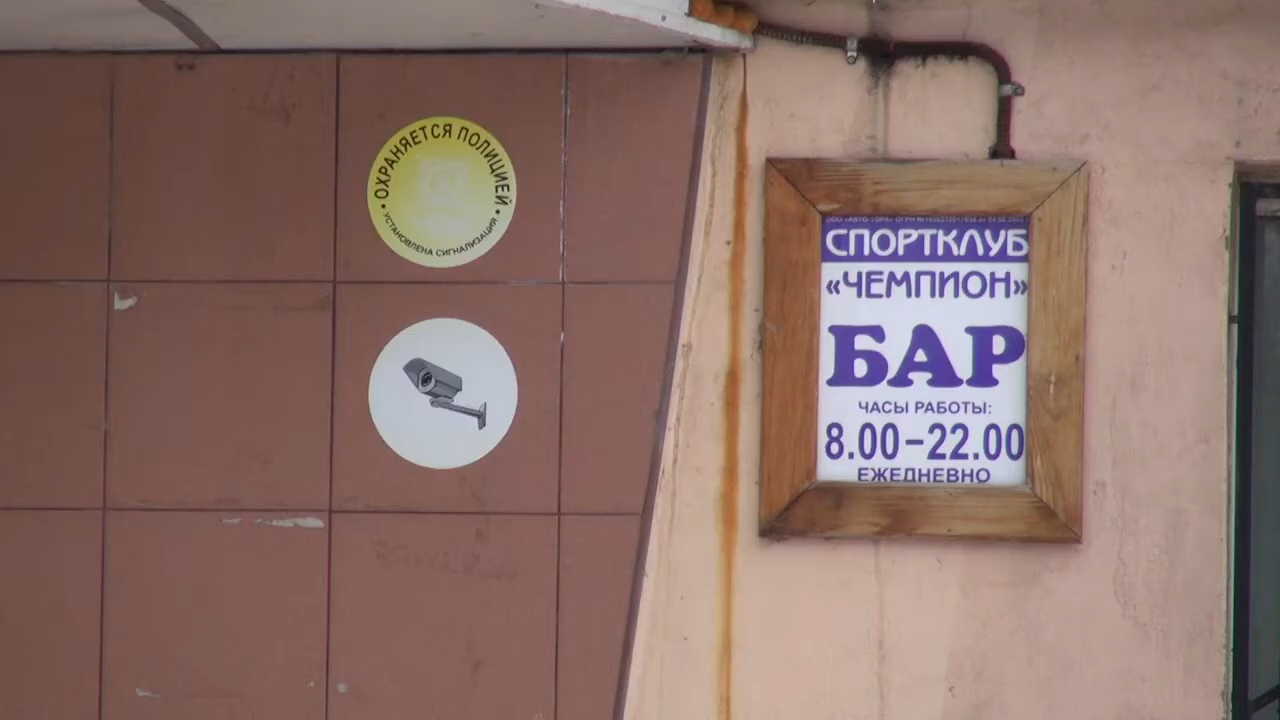 • ОХРАНЯЕТСЯ ПОЛИЦИЕЙ •
УСТАНОВЛЕНА СИГНАЛИЗАЦИЯ
СПОРТКЛУБ
«ЧЕМПИОН»
БАР
ЧАСЫ РАБОТЫ:
8.00–22.00
ЕЖЕДНЕВНО